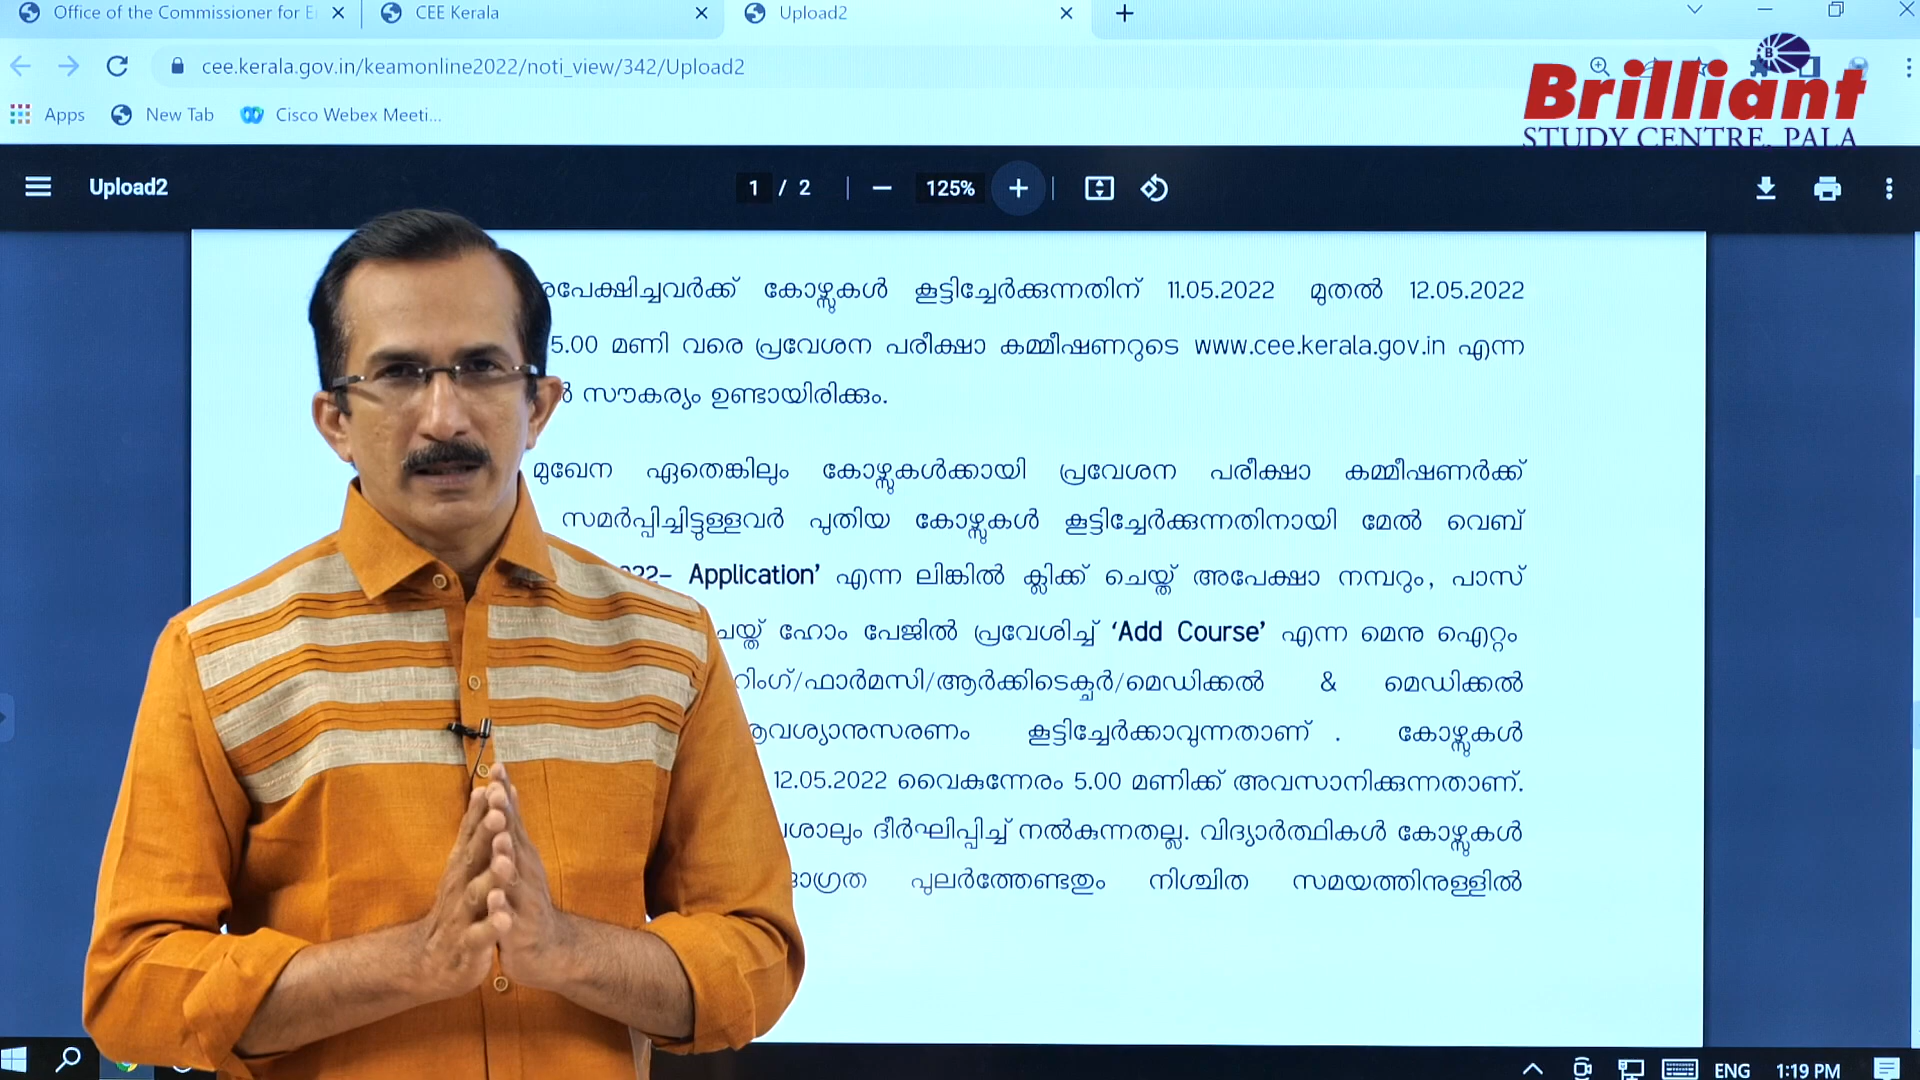 Office of the Commissioner for E
CEE Kerala
Upload2
cee.kerala.gov.in/keamonline2022/noti_view/342/Upload2
Apps
New Tab
Cisco Webex Meeti...
Brilliant
STUDY CENTRE, PALA
Upload2
1 / 2
125%
അപേക്ഷിച്ചവർക്ക് കോഴ്സുകൾ കൂട്ടിച്ചേർക്കുന്നതിന് 11.05.2022 മുതൽ 12.05.2022
5.00 മണി വരെ പ്രവേശന പരീക്ഷാ കമ്മീഷണറുടെ www.cee.kerala.gov.in എന്ന
സൗകര്യം ഉണ്ടായിരിക്കും.
മുഖേന ഏതെങ്കിലും കോഴ്സുകൾക്കായി പ്രവേശന പരീക്ഷാ കമ്മീഷണർക്ക്
സമർപ്പിച്ചിട്ടുള്ളവർ പുതിയ കോഴ്സുകൾ കൂട്ടിച്ചേർക്കുന്നതിനായി മേൽ വെബ്
Application’ എന്ന ലിങ്കിൽ ക്ലിക്ക് ചെയ്ത് അപേക്ഷാ നമ്പറും, പാസ്
ഹോം പേജിൽ പ്രവേശിച്ച് ‘Add Course’ എന്ന മെനു ഐറ്റം
റിംഗ്/ഫാർമസി/ആർക്കിടെക്ചർ/മെഡിക്കൽ & മെഡിക്കൽ
ആവശ്യാനുസരണം കൂട്ടിച്ചേർക്കാവുന്നതാണ് . കോഴ്സുകൾ
12.05.2022 വൈകുന്നേരം 5.00 മണിക്ക് അവസാനിക്കുന്നതാണ്.
ദീർഘിപ്പിച്ച് നൽകുന്നതല്ല. വിദ്യാർത്ഥികൾ കോഴ്സുകൾ
പുലർത്തേണ്ടതും നിശ്ചിത സമയത്തിനുള്ളിൽ
ENG
1:19 PM